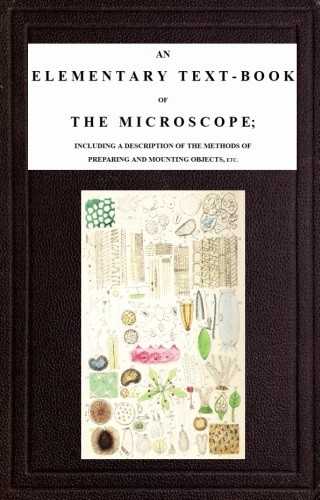 AN
ELEMENTARY TEXT-BOOK
OF
THE MICROSCOPE;
INCLUDING A DESCRIPTION OF THE METHODS OF
PREPARING AND MOUNTING OBJECTS, ETC.